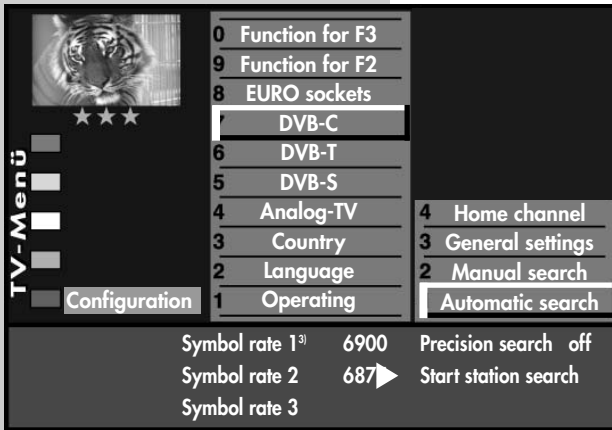 0 Function for F3
9 Function for F2
8 EURO sockets
DVB-C
6 DVB-T
5 DVB-S
4 Analog-TV
3 Country
2 Language
1 Operating
TV-Menü
Configuration
4 Home channel
3 General settings
2 Manual search
Automatic search
Symbol rate 1³⁾ 6900 Precision search off
Symbol rate 2 687 Start station search
Symbol rate 3